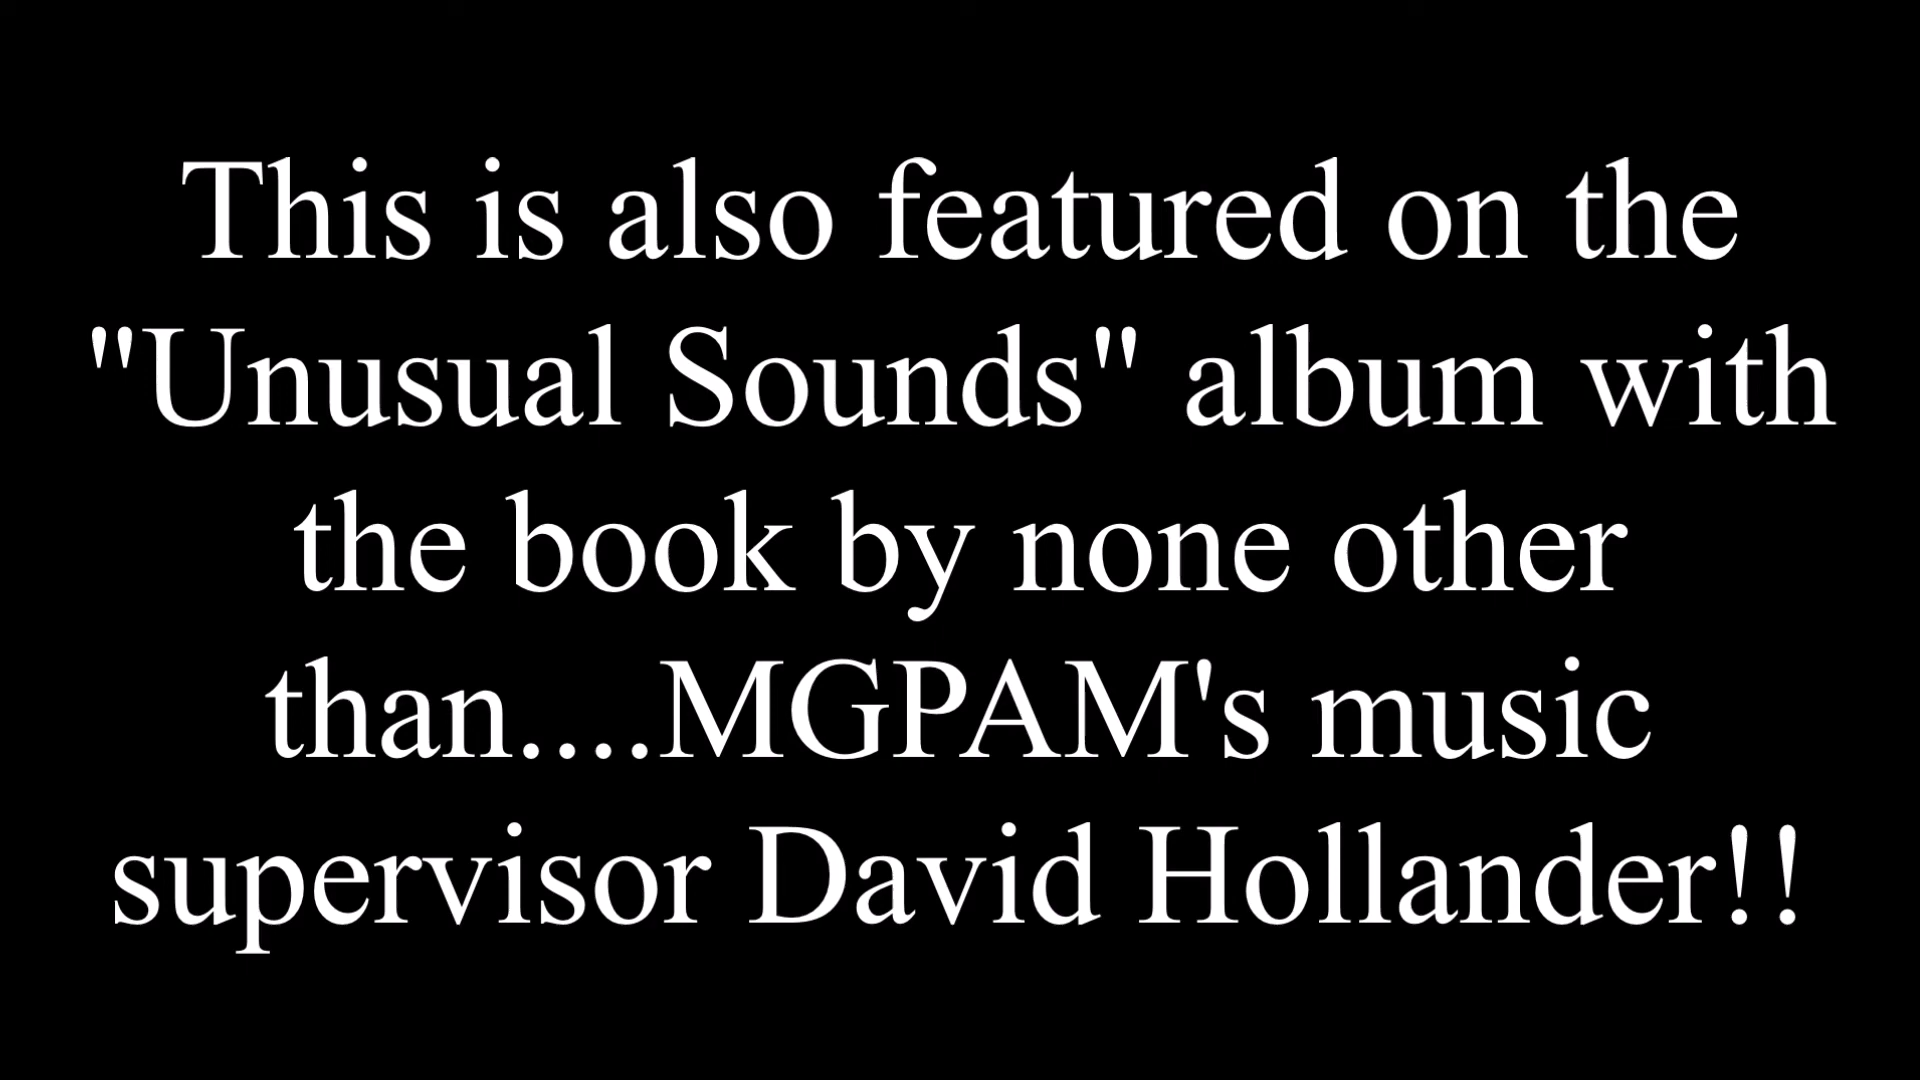 This is also featured on the
"Unusual Sounds" album with
the book by none other
than....MGPAM's music
supervisor David Hollander!!